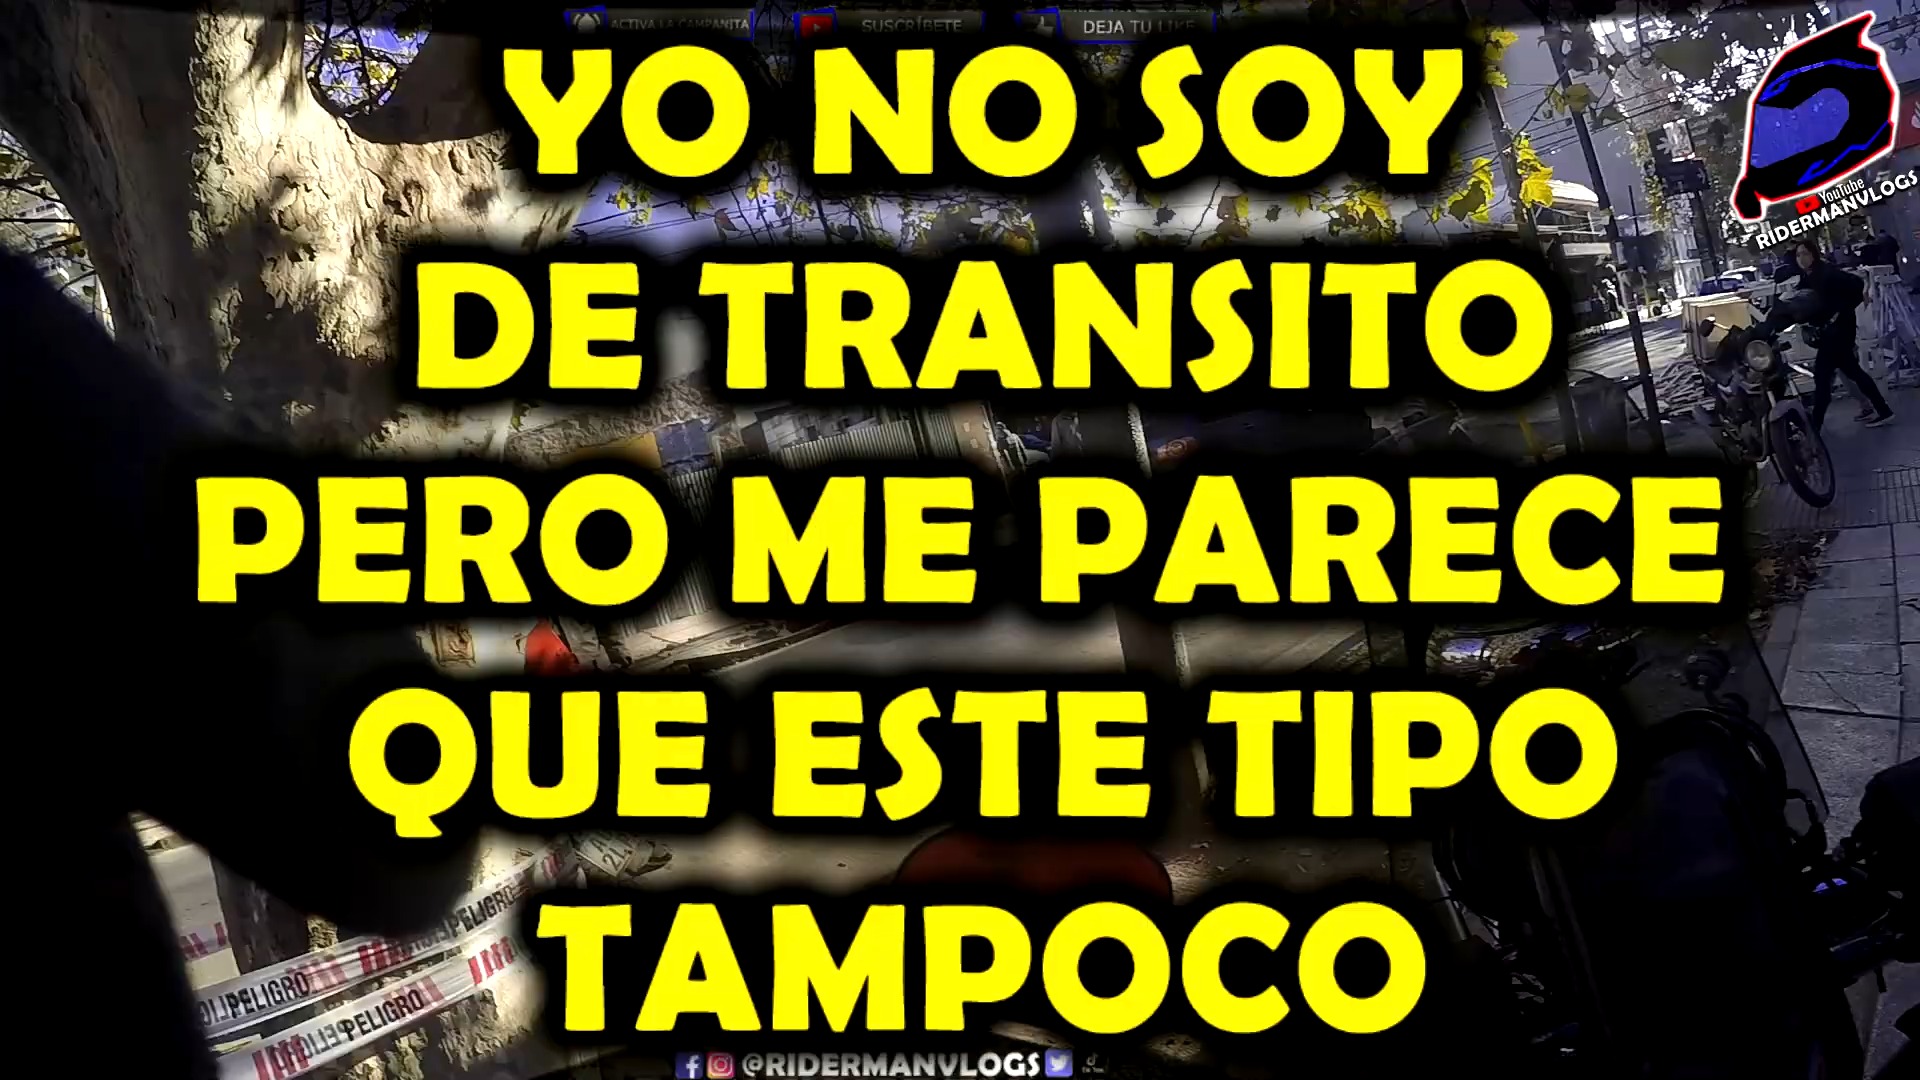 ACTIVA LA CAMPANITA
SUSCRÍBETE
DEJA TU LIKE
YO NO SOY
DE TRANSITO
PERO ME PARECE
QUE ESTE TIPO
TAMPOCO
YouTube
RIDERMANVLOGS
PELIGRO
PELIGRO
PELIGRO
@RIDERMANVLOGS